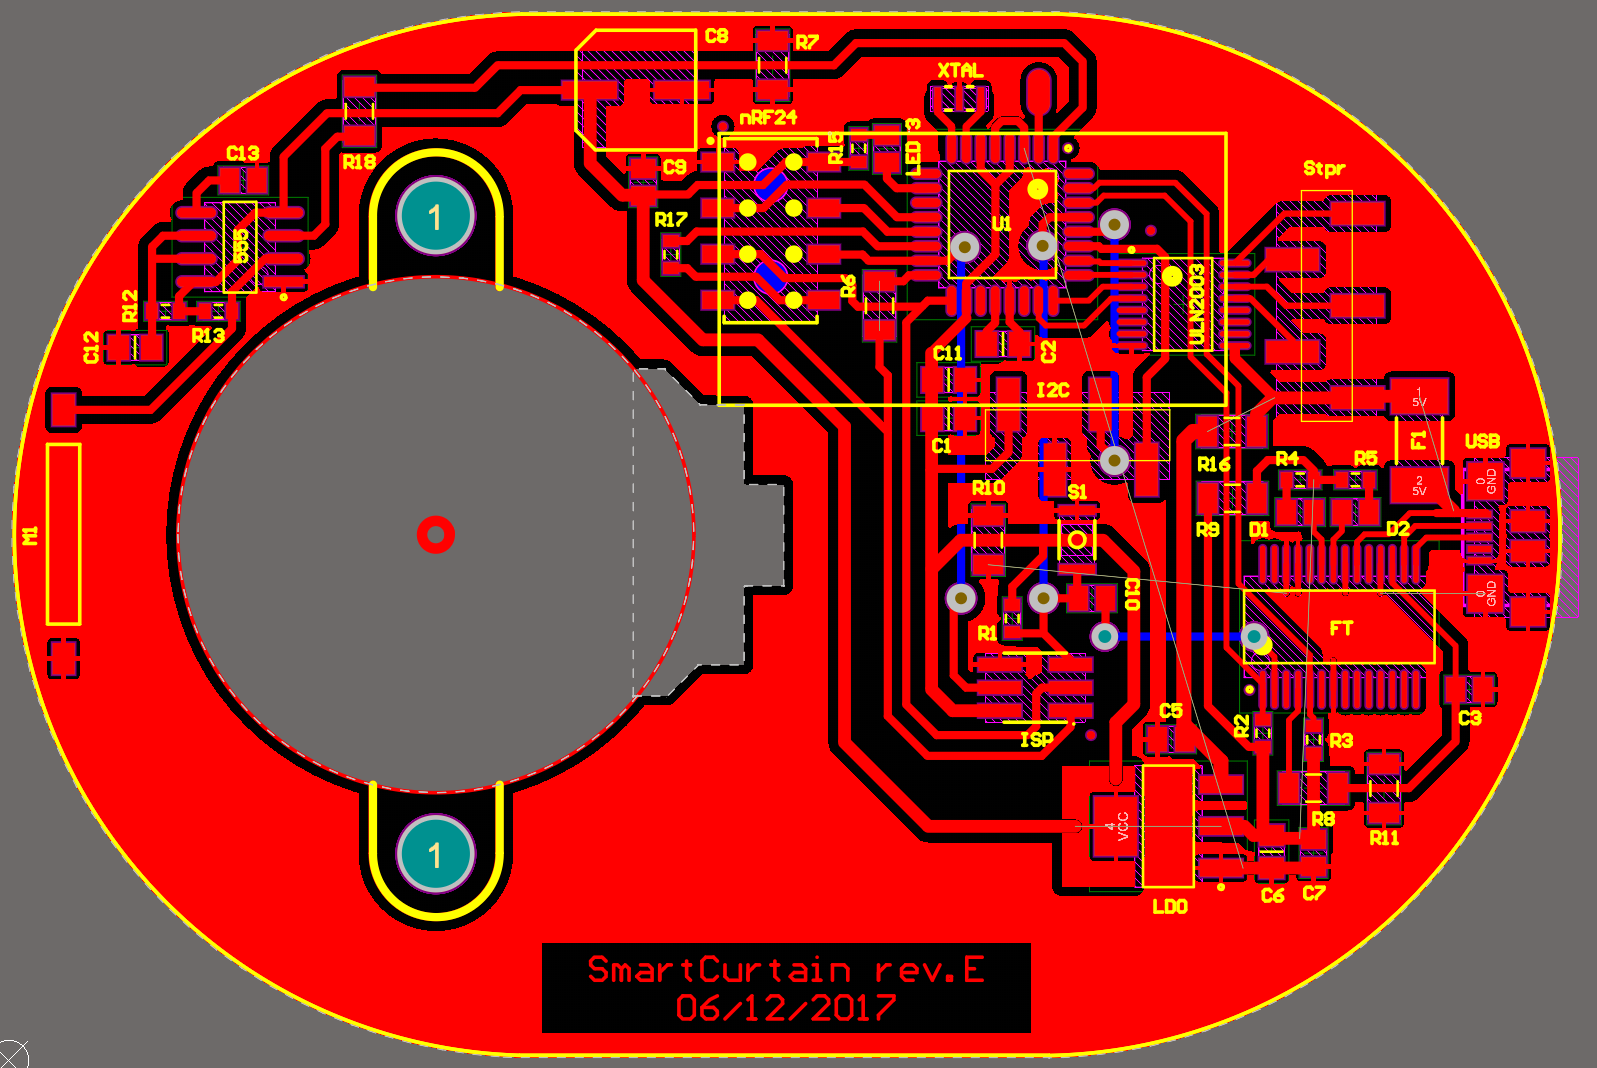 C8
R7
XTAL
nRF24
C13
R18
C9
R15
LED 3
Stpr
R17
U1
1
555
R6
ULN2003
R12
R13
C12
C11
C2
I2C
1
5V
C1
F1
USB
R16
R4
R5
R10
S1
2
5V
0
GND
R9
D1
D2
M1
C10
0
GND
R1
FT
C3
C5
R2
R3
ISP
R8
R11
4
VCC
1
LDO
C6
C7
SmartCurtain rev.E
06/12/2017